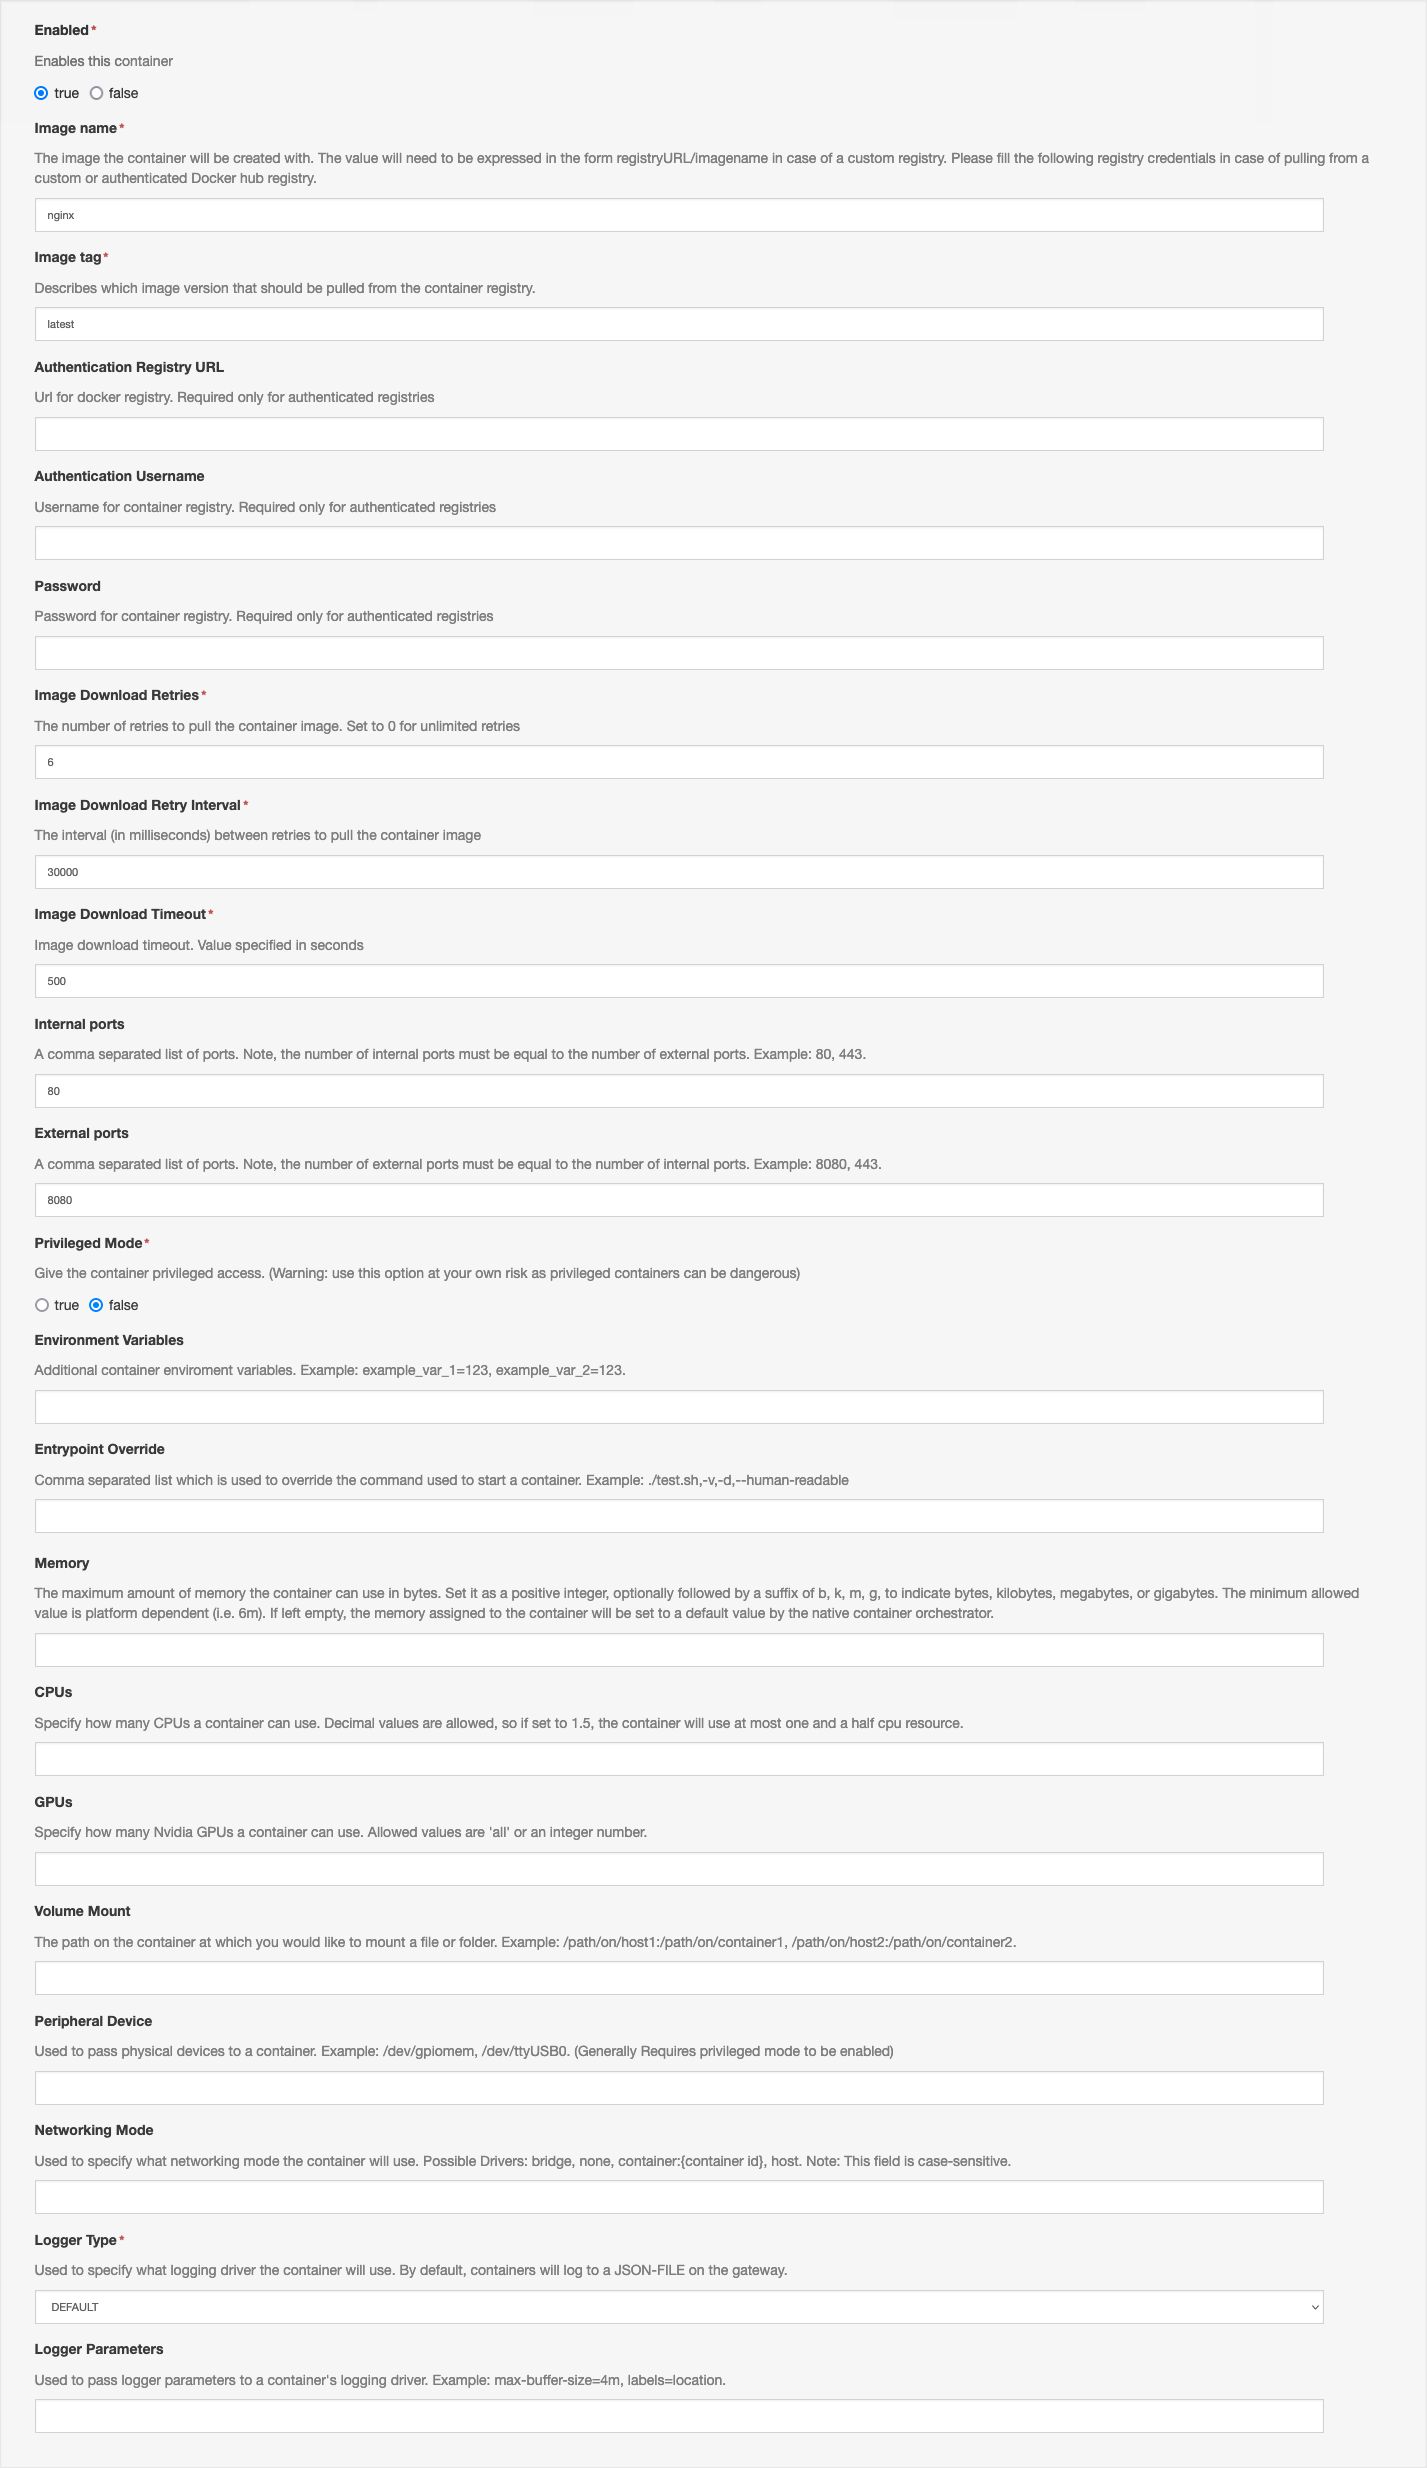 Enabled*
Enables this container
true false
Image name*
The image the container will be created with. The value will need to be expressed in the form registryURL/imagename in case of a custom registry. Please fill the following registry credentials in case of pulling from a
custom or authenticated Docker hub registry.
nginx
Image tag*
Describes which image version that should be pulled from the container registry.
latest
Authentication Registry URL
Url for docker registry. Required only for authenticated registries
Authentication Username
Username for container registry. Required only for authenticated registries
Password
Password for container registry. Required only for authenticated registries
Image Download Retries*
The number of retries to pull the container image. Set to 0 for unlimited retries
6
Image Download Retry Interval*
The interval (in milliseconds) between retries to pull the container image
30000
Image Download Timeout*
Image download timeout. Value specified in seconds
500
Internal ports
A comma separated list of ports. Note, the number of internal ports must be equal to the number of external ports. Example: 80, 443.
80
External ports
A comma separated list of ports. Note, the number of external ports must be equal to the number of internal ports. Example: 8080, 443.
8080
Privileged Mode*
Give the container privileged access. (Warning: use this option at your own risk as privileged containers can be dangerous)
true false
Environment Variables
Additional container enviroment variables. Example: example_var_1=123, example_var_2=123.
Entrypoint Override
Comma separated list which is used to override the command used to start a container. Example: ./test.sh,-v,-d,--human-readable
Memory
The maximum amount of memory the container can use in bytes. Set it as a positive integer, optionally followed by a suffix of b, k, m, g, to indicate bytes, kilobytes, megabytes, or gigabytes. The minimum allowed
value is platform dependent (i.e. 6m). If left empty, the memory assigned to the container will be set to a default value by the native container orchestrator.
CPUs
Specify how many CPUs a container can use. Decimal values are allowed, so if set to 1.5, the container will use at most one and a half cpu resource.
GPUs
Specify how many Nvidia GPUs a container can use. Allowed values are 'all' or an integer number.
Volume Mount
The path on the container at which you would like to mount a file or folder. Example: /path/on/host1:/path/on/container1, /path/on/host2:/path/on/container2.
Peripheral Device
Used to pass physical devices to a container. Example: /dev/gpiomem, /dev/ttyUSB0. (Generally Requires privileged mode to be enabled)
Networking Mode
Used to specify what networking mode the container will use. Possible Drivers: bridge, none, container:{container id}, host. Note: This field is case-sensitive.
Logger Type*
Used to specify what logging driver the container will use. By default, containers will log to a JSON-FILE on the gateway.
DEFAULT
Logger Parameters
Used to pass logger parameters to a container's logging driver. Example: max-buffer-size=4m, labels=location.